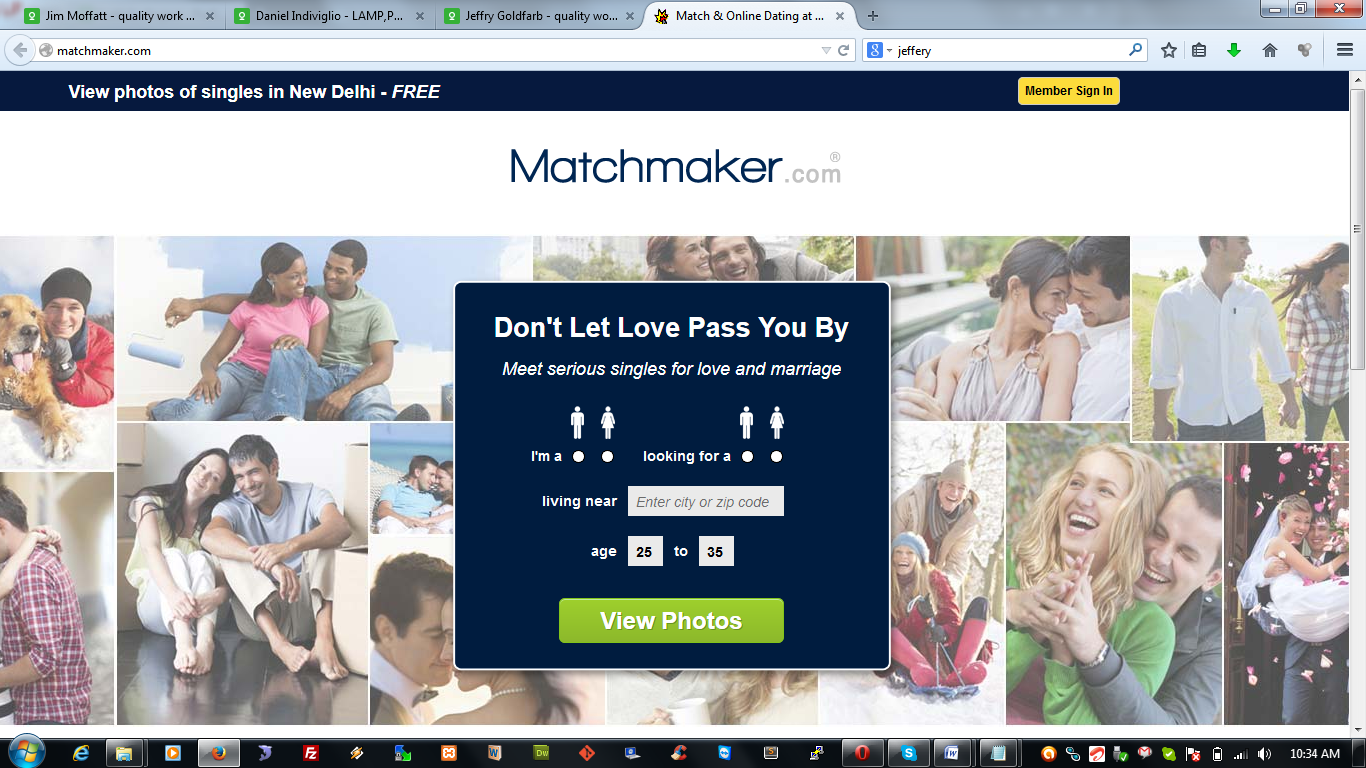 Jim Moffatt - quality work ...
Daniel Indiviglio - LAMP,P...
Jeffry Goldfarb - quality wo...
Match & Online Dating at ...
matchmaker.com
jeffery
View photos of singles in New Delhi - FREE
Member Sign In
Matchmaker.com®
Don't Let Love Pass You By
Meet serious singles for love and marriage
I'm a
looking for a
living near Enter city or zip code
age 25 to 35
View Photos
10:34 AM